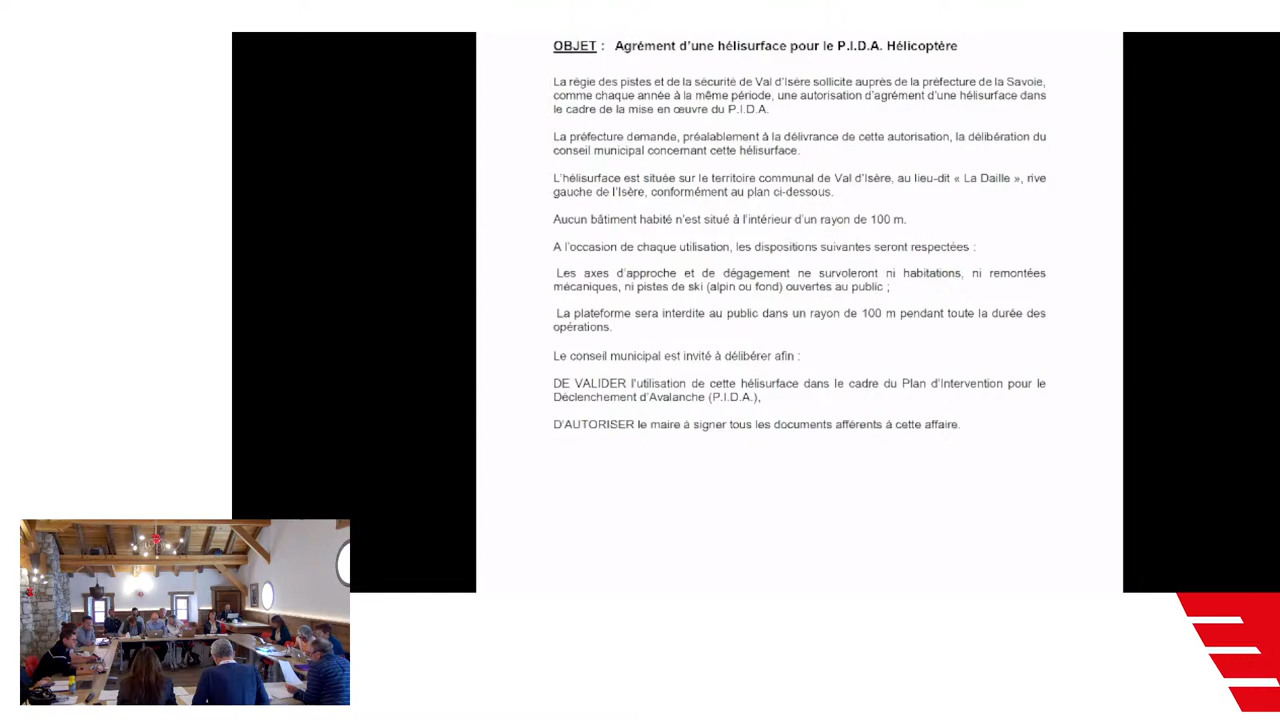 OBJET : Agrément d'une hélisurface pour le P.I.D.A. Hélicoptère
La régie des pistes et de la sécurité de Val d'Isère sollicite auprès de la préfecture de la Savoie,
comme chaque année à la même période, une autorisation d'agrément d'une hélisurface dans
le cadre de la mise en œuvre du P.I.D.A.
La préfecture demande, préalablement à la délivrance de cette autorisation, la délibération du
conseil municipal concernant cette hélisurface.
L'hélisurface est située sur le territoire communal de Val d'Isère, au lieu-dit « La Daille », rive
gauche de l'Isère, conformément au plan ci-dessous.
Aucun bâtiment habité n'est situé à l'intérieur d'un rayon de 100 m.
A l'occasion de chaque utilisation, les dispositions suivantes seront respectées :
Les axes d'approche et de dégagement ne survoleront ni habitations, ni remontées
mécaniques, ni pistes de ski (alpin ou fond) ouvertes au public ;
La plateforme sera interdite au public dans un rayon de 100 m pendant toute la durée des
opérations.
Le conseil municipal est invité à délibérer afin :
DE VALIDER l'utilisation de cette hélisurface dans le cadre du Plan d'Intervention pour le
Déclenchement d'Avalanche (P.I.D.A.),
D'AUTORISER le maire à signer tous les documents afférents à cette affaire.